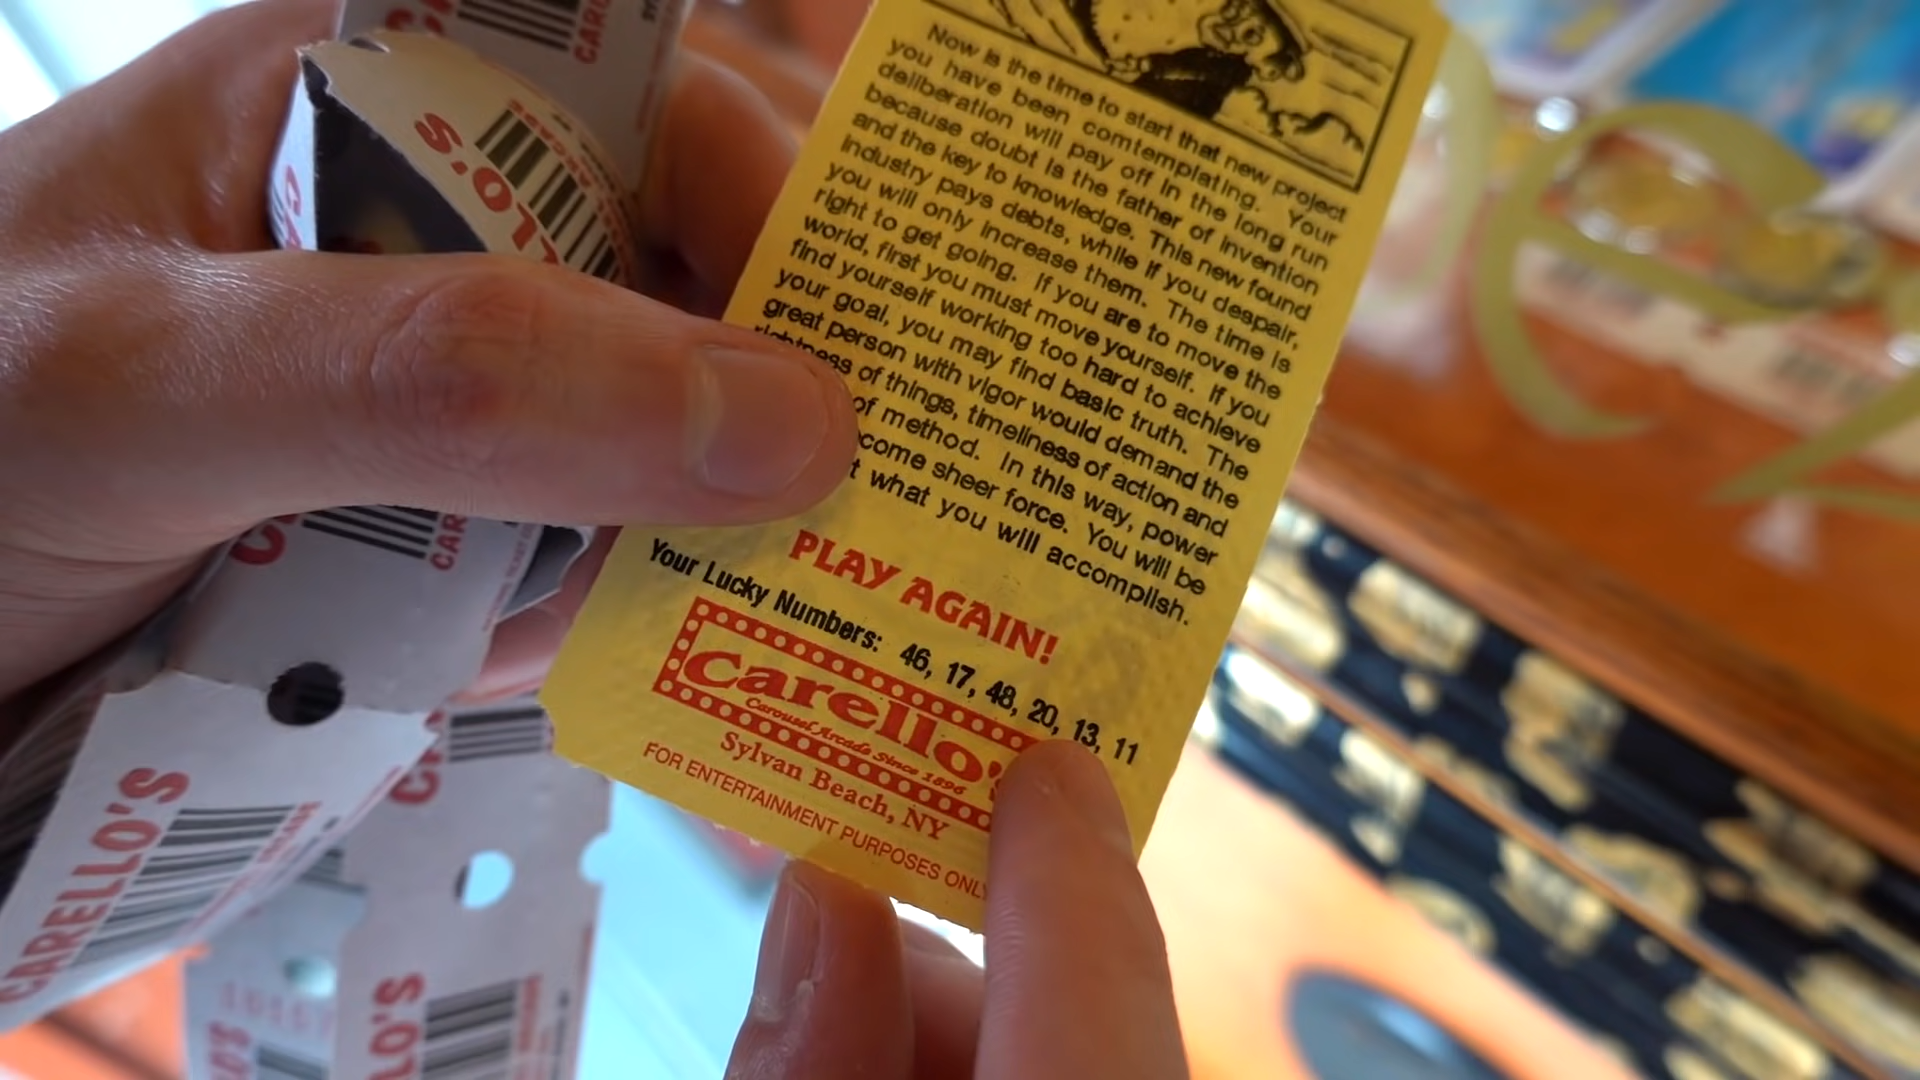 Now is the time to start that new project
you have been comtemplating. Your
deliberation will pay off in the long run
because doubt is the father of invention
and the key to knowledge. This new found
industry pays debts, while if you despair,
you will only increase them. The time is
right to get going. If you are to move the
world, first you must move yourself. If you
find yourself working too hard to achieve
your goal, you may find basic truth. The
great person with vigor would demand the
rightness of things, timeliness of action and
of method. In this way, power
come sheer force. You will be
what you will accomplish.
PLAY AGAIN!
Your Lucky Numbers: 46, 17, 48, 20, 13, 11
Carello's
Carousel Arcade Since 1896
Sylvan Beach, NY
FOR ENTERTAINMENT PURPOSES ONLY
CARELLO'S